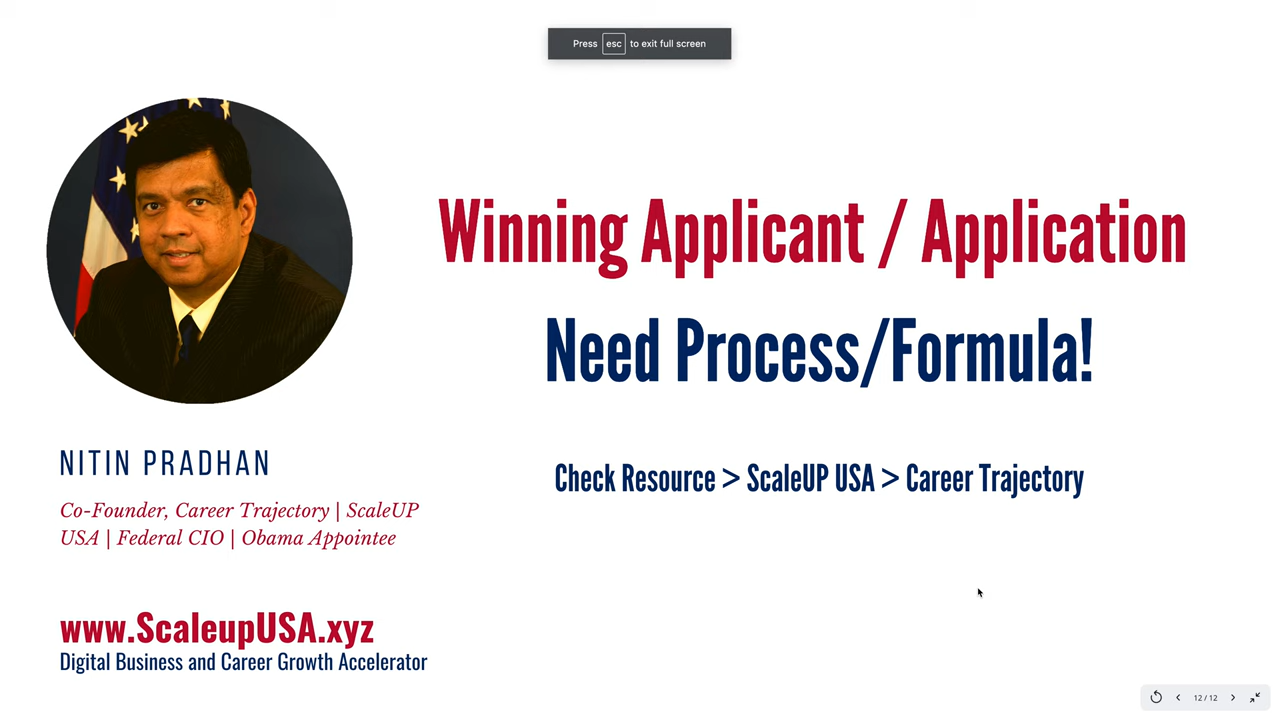 Press esc to exit full screen
Winning Applicant / Application
Need Process/Formula!
Check Resource > ScaleUP USA > Career Trajectory
NITIN PRADHAN
Co-Founder, Career Trajectory | ScaleUP
USA | Federal CIO | Obama Appointee
www.ScaleupUSA.xyz
Digital Business and Career Growth Accelerator
12 / 12